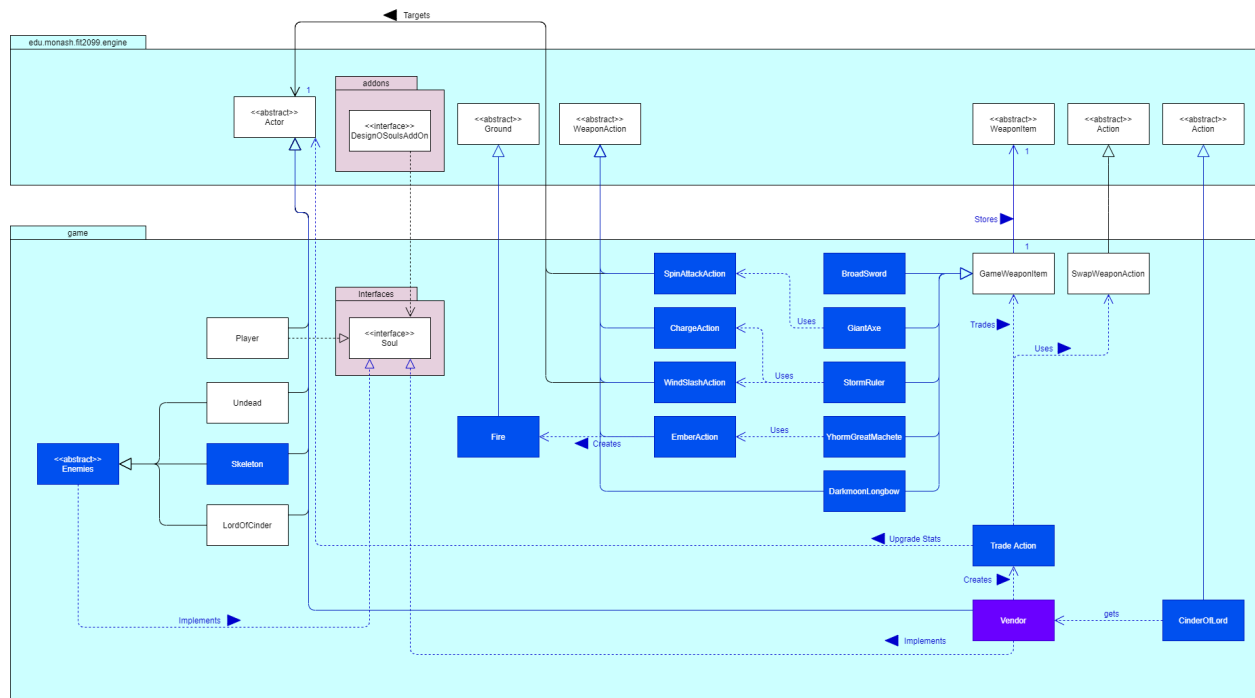 Targets
edu.monash.fit2099.engine
addons
1
<<abstract>>
Actor
<<interface>>
DesignOSoulsAddOn
<<abstract>>
Ground
<<abstract>>
WeaponAction
<<abstract>>
WeaponItem
<<abstract>>
Action
<<abstract>>
Action
1
Stores
game
1
SpinAttackAction
BroadSword
GameWeaponItem
SwapWeaponAction
Interfaces
<<interface>>
Soul
Player
ChargeAction
Uses
GiantAxe
Trades
Uses
WindSlashAction
Uses
StormRuler
Undead
Fire
Creates
EmberAction
Uses
YhormGreatMachete
<<abstract>>
Enemies
Skeleton
DarkmoonLongbow
LordOfCinder
Upgrade Stats
Trade Action
Creates
Implements
Vendor
gets
CinderOfLord
Implements